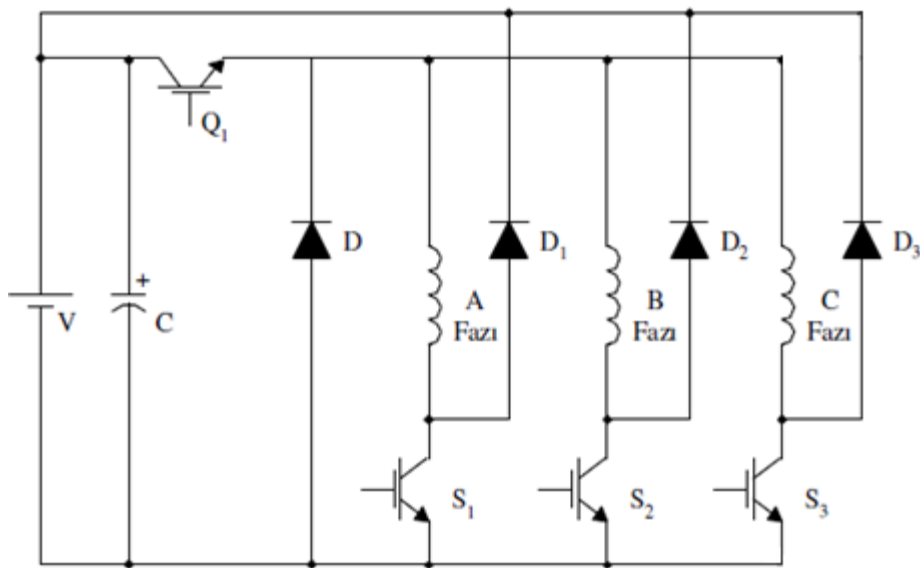 Q1
D
D1
D2
D3
+
V
C
A
Fazı
B
Fazı
C
Fazı
S1
S2
S3